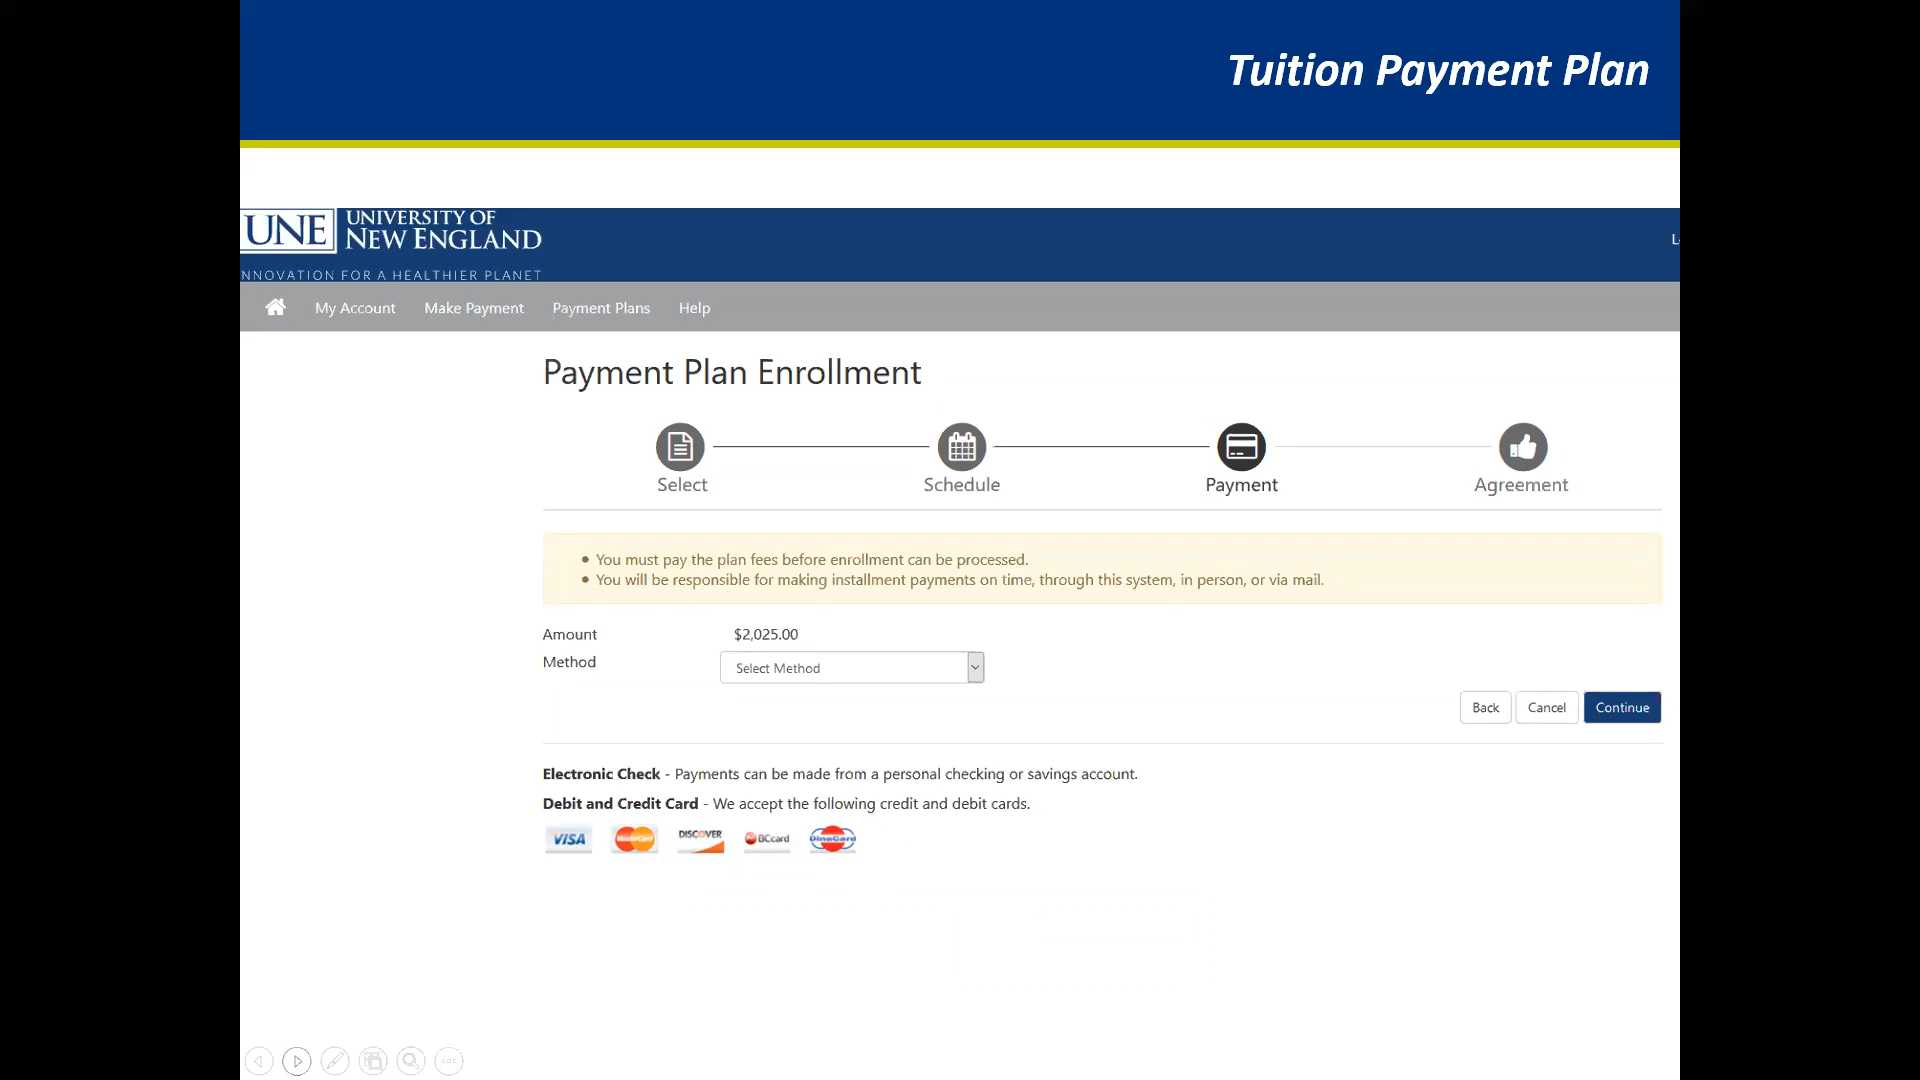 Tuition Payment Plan
UNE UNIVERSITY OF
NEW ENGLAND
NNOVATION FOR A HEALTHIER PLANET
L
My Account Make Payment Payment Plans Help
Payment Plan Enrollment
Select Schedule Payment Agreement
• You must pay the plan fees before enrollment can be processed.
• You will be responsible for making installment payments on time, through this system, in person, or via mail.
Amount $2,025.00
Method Select Method
Back Cancel Continue
Electronic Check - Payments can be made from a personal checking or savings account.
Debit and Credit Card - We accept the following credit and debit cards.
VISA MasterCard DISCOVER BCcard DinaCard